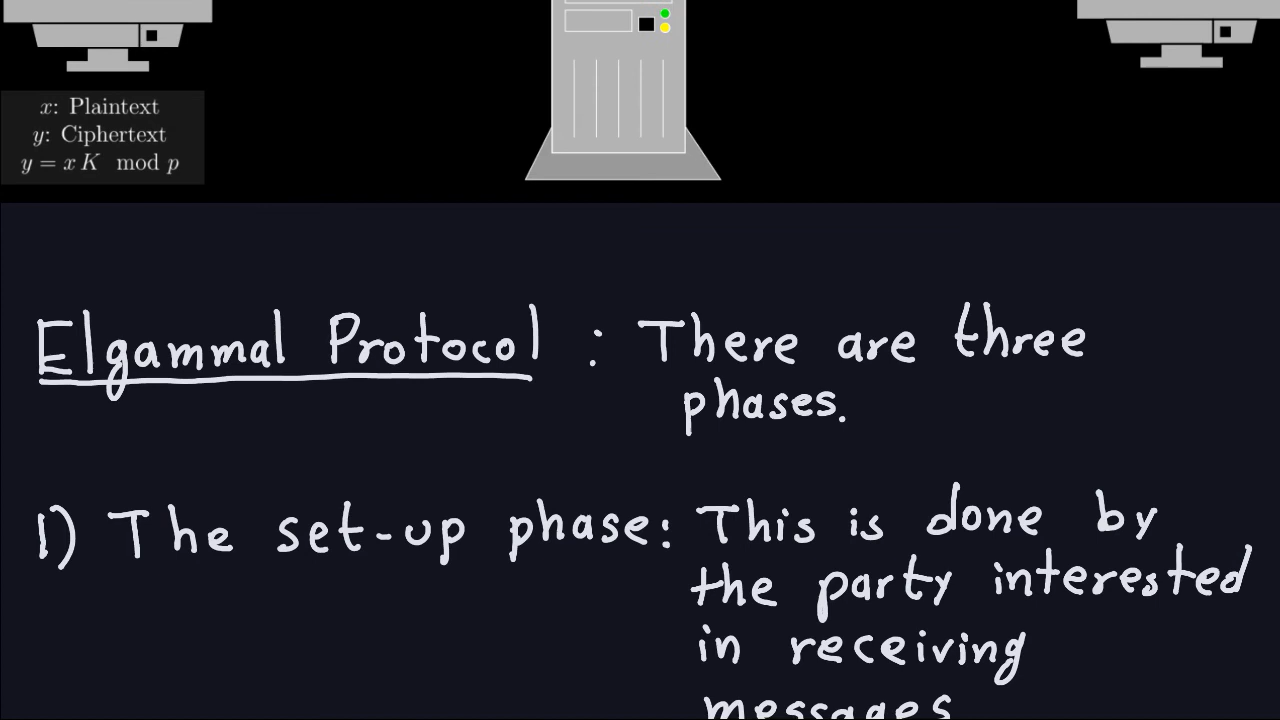 x: Plaintext
y: Ciphertext
y = x K mod p
Elgammal Protocol : There are three
phases.
1) The set-up phase: This is done by
the party interested
in receiving
messages